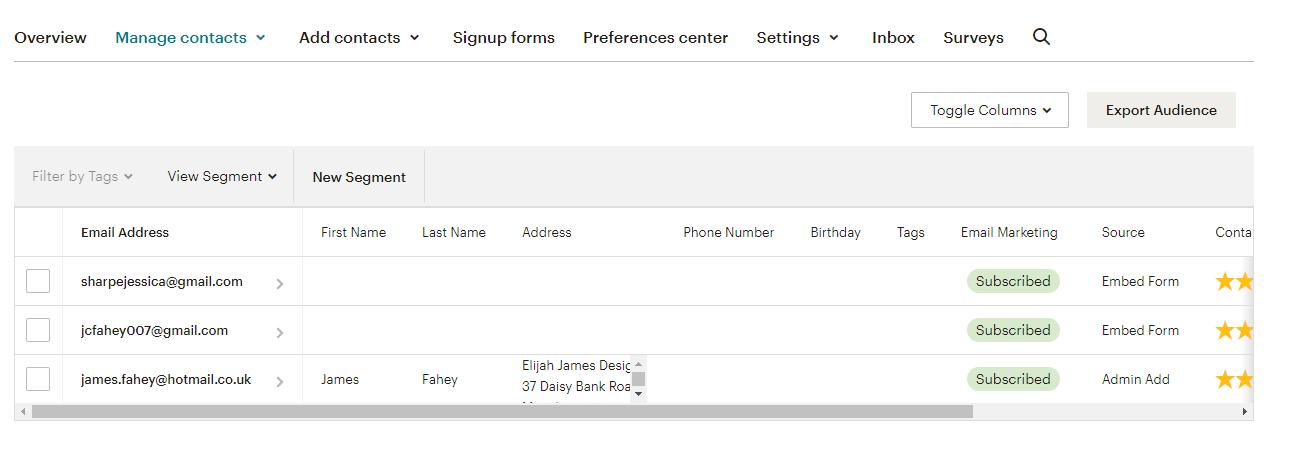 Overview Manage contacts Add contacts Signup forms Preferences center Settings Inbox Surveys
Toggle Columns Export Audience
Filter by Tags View Segment New Segment
Email Address First Name Last Name Address Phone Number Birthday Tags Email Marketing Source Conta
sharpejessica@gmail.com Subscribed Embed Form
jcfahey007@gmail.com Subscribed Embed Form
james.fahey@hotmail.co.uk James Fahey Elijah James Desig Subscribed Admin Add
37 Daisy Bank Roa